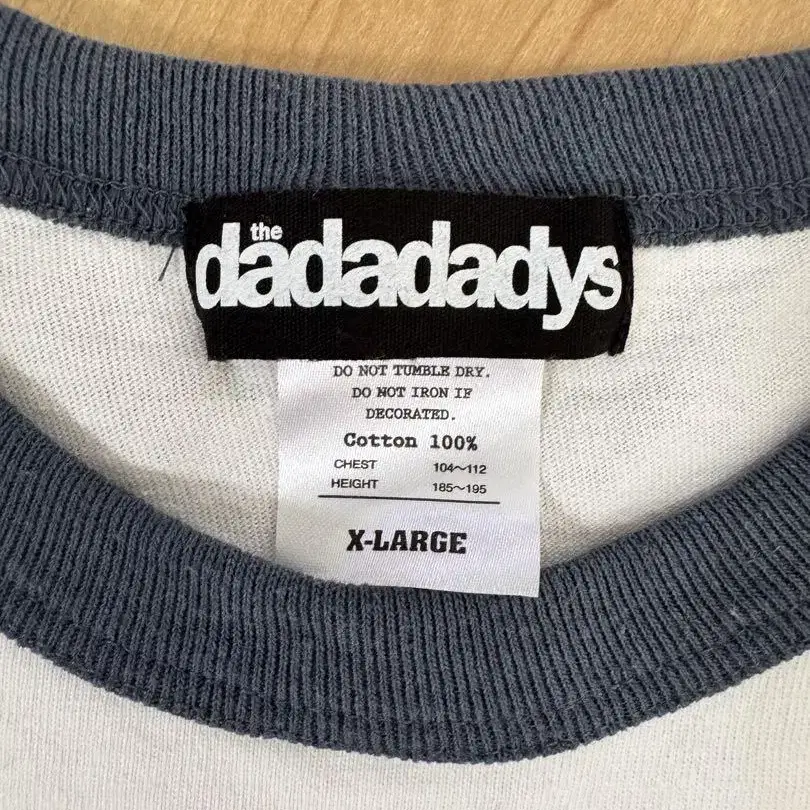 the
dadadadys
DO NOT TUMBLE DRY.
DO NOT IRON IF
DECORATED.
Cotton 100%
CHEST 104～112
HEIGHT 185～195
X-LARGE